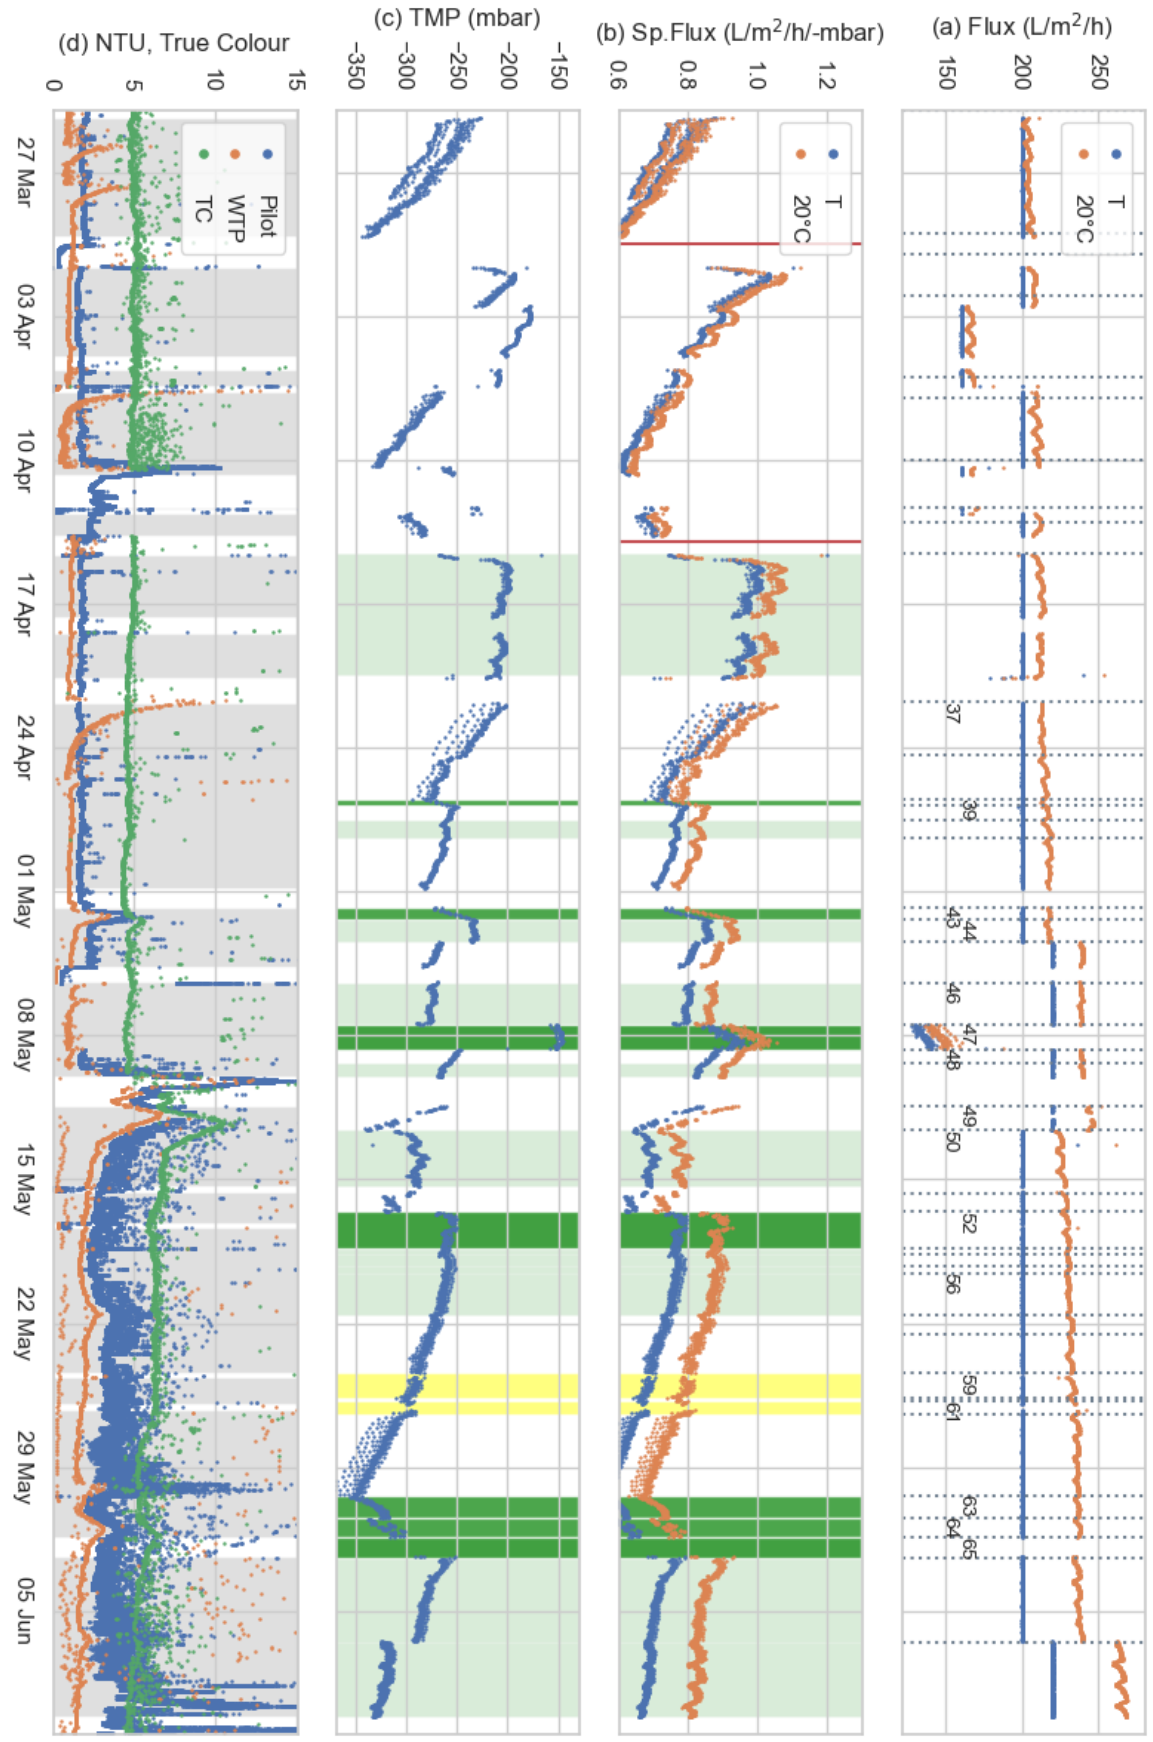 (a) Flux (L/m²/h)
150
200
250
T
20°C
37
39
43
44
46
47
48
49
50
52
56
59
61
63
64
65
(b) Sp.Flux (L/m²/h/-mbar)
0.6
0.8
1.0
1.2
T
20°C
(c) TMP (mbar)
−350
−300
−250
−200
−150
(d) NTU, True Colour
0
5
10
15
Pilot
WTP
TC
27 Mar
03 Apr
10 Apr
17 Apr
24 Apr
01 May
08 May
15 May
22 May
29 May
05 Jun